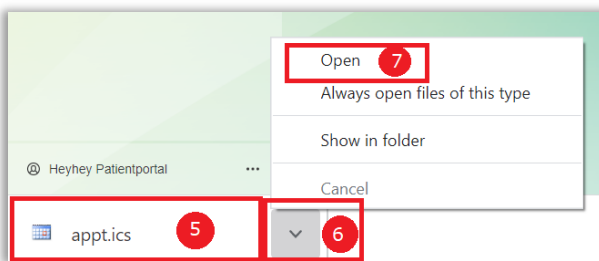 Open 7
Always open files of this type
Show in folder
Cancel
Heyhey Patientportal ...
appt.ics 5
6